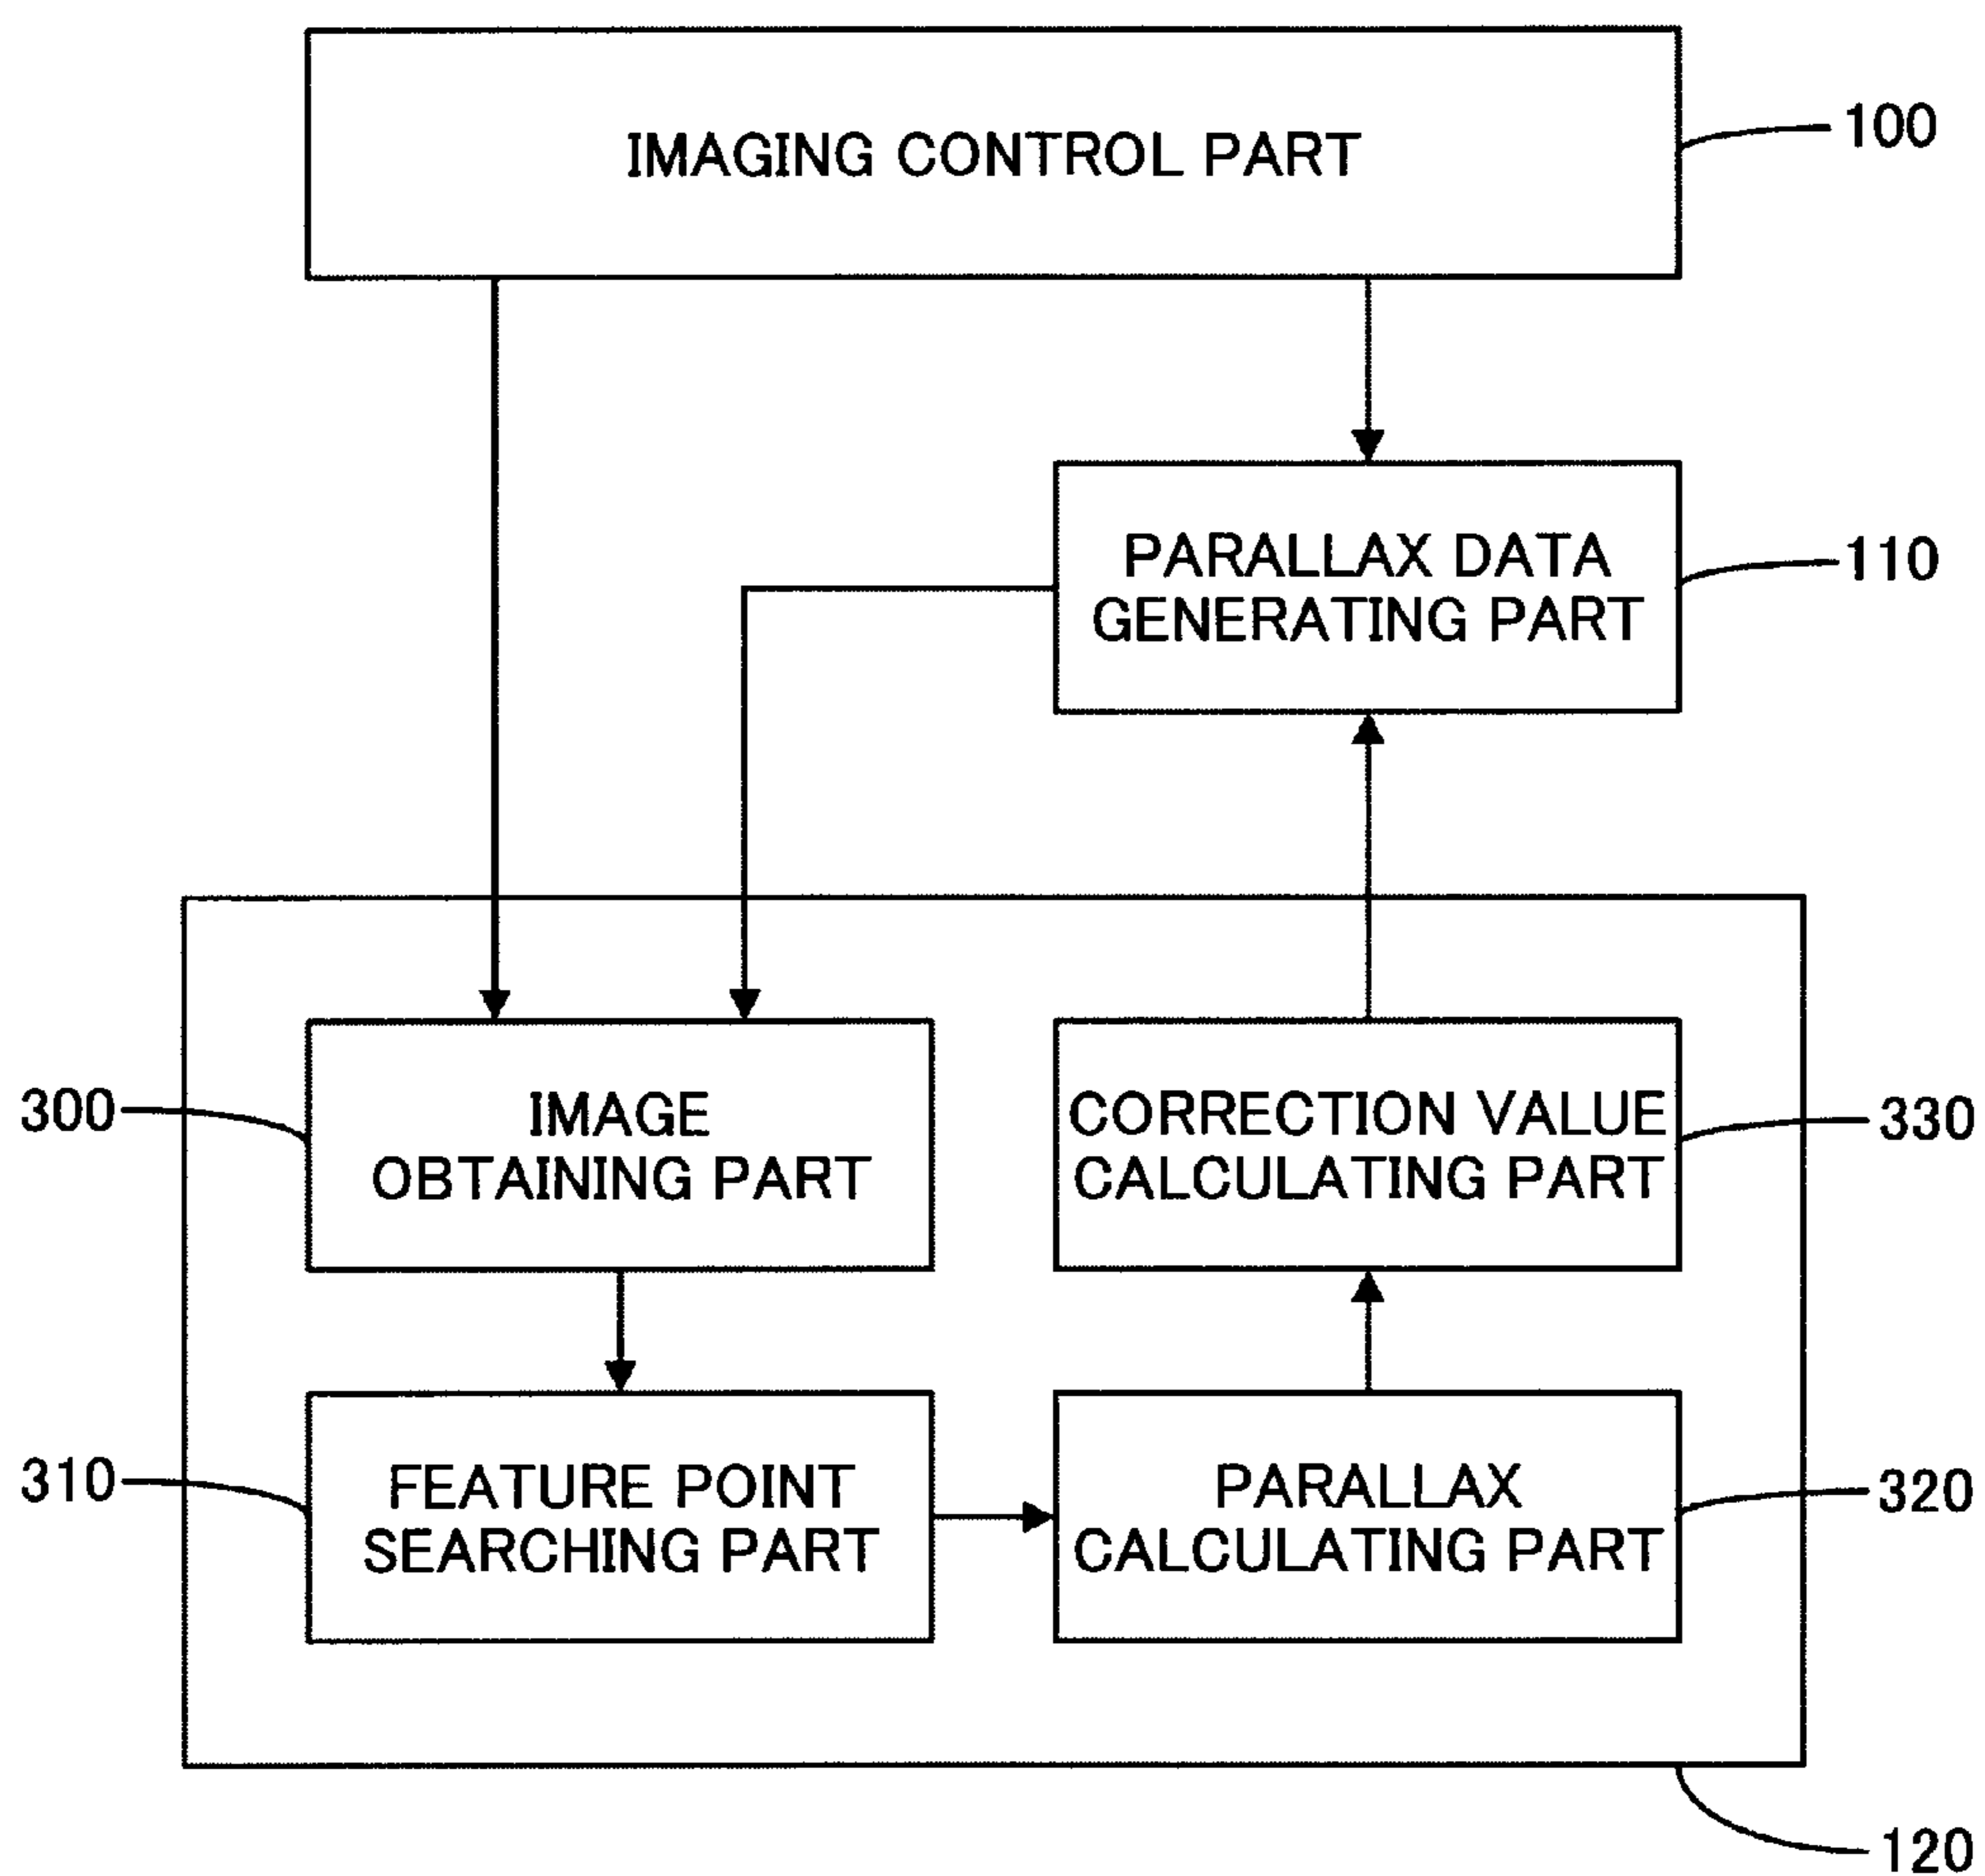 IMAGING CONTROL PART
100
PARALLAX DATA
GENERATING PART
110
300
IMAGE
OBTAINING PART
CORRECTION VALUE
CALCULATING PART
330
310
FEATURE POINT
SEARCHING PART
PARALLAX
CALCULATING PART
320
120